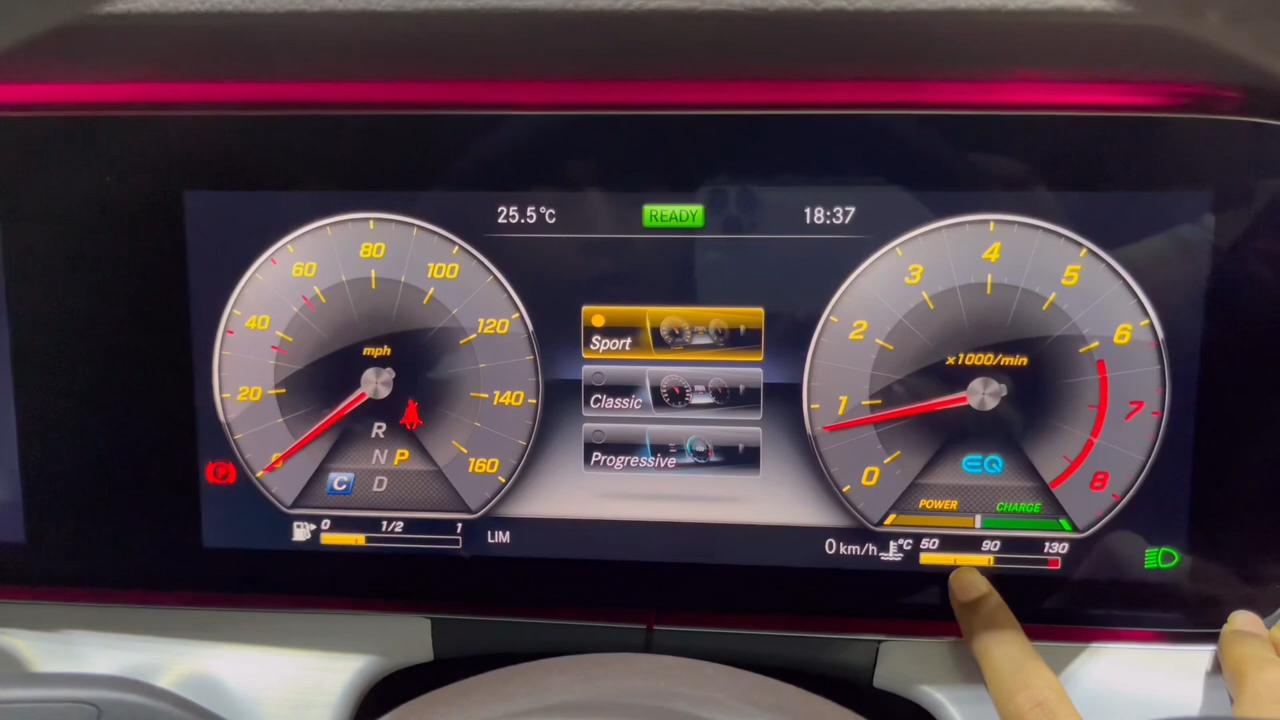 25.5°C
READY
18:37
80
60
100
40
120
mph
20
140
0
160
R
N P
C D
Sport
Classic
Progressive
4
3
5
2
6
x1000/min
1
7
0
8
EQ
POWER
CHARGE
0 1/2 1
LIM
0 km/h
°C 50 90 130